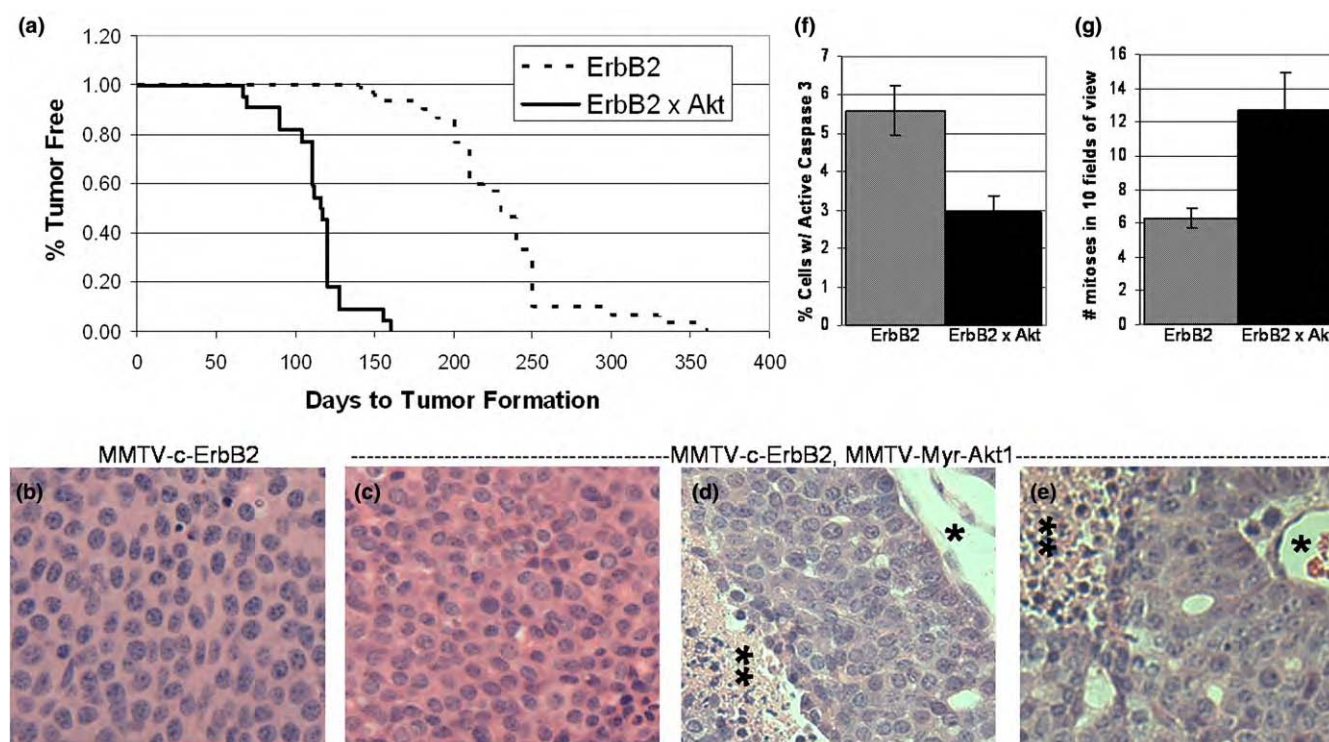 (a)
1.20
1.00
0.80
0.60
0.40
0.20
0.00
% Tumor Free
0 50 100 150 200 250 300 350 400
Days to Tumor Formation
ErbB2
ErbB2 x Akt
(f)
7
6
5
4
3
2
1
0
% Cells w/ Active Caspase 3
ErbB2 ErbB2 x Akt
(g)
16
14
12
10
8
6
4
2
0
# mitoses in 10 fields of view
ErbB2 ErbB2 x Ak
MMTV-c-ErbB2
MMTV-c-ErbB2, MMTV-Myr-Akt1
(b)
(c)
(d)
*
**
(e)
**
*